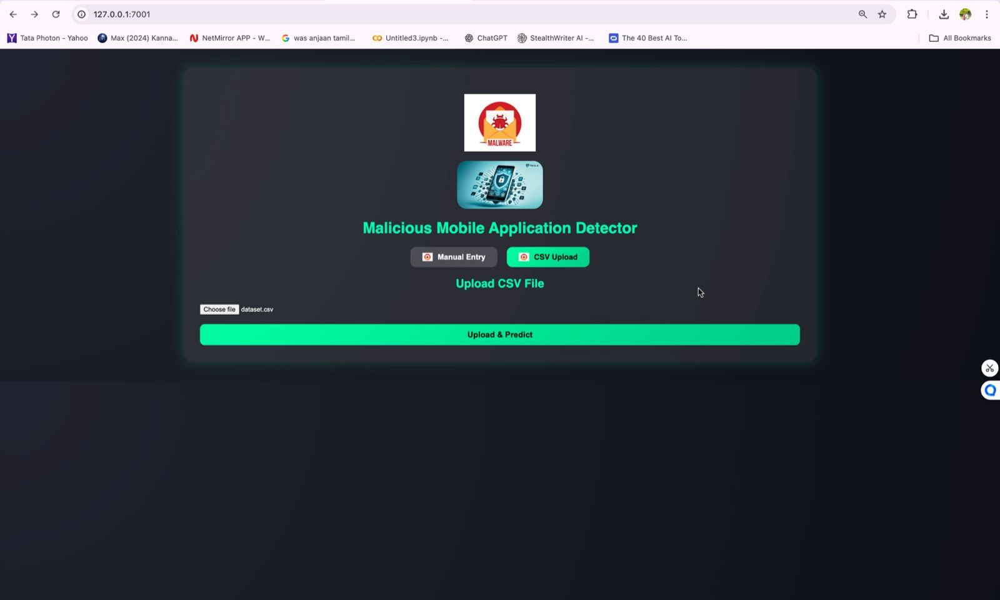 127.0.0.1:7001
Tata Photon - Yahoo
Max (2024) Kanna...
NetMirror APP - W...
was anjaan tamil...
Untitled3.ipynb -...
ChatGPT
StealthWriter AI -...
The 40 Best AI To...
All Bookmarks
MALWARE
Malicious Mobile Application Detector
Manual Entry
CSV Upload
Upload CSV File
Choose file dataset.csv
Upload & Predict